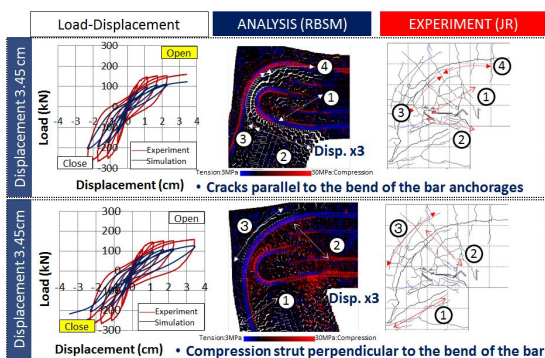 Load-Displacement
ANALYSIS (RBSM)
EXPERIMENT (JR)
Displacement 3.45cm
Load (kN)
300
200
100
0
-100
-200
-300
-4 -3 -2 -1 0 1 2 3 4
Open
Close
Experiment
Simulation
Displacement (cm)
4
1
3
2
Disp. x3
Tension:3MPa
30MPa:Compression
4
1
3
2
• Cracks parallel to the bend of the bar anchorages
Displacement 3.45cm
Load (kN)
300
200
100
0
-100
-200
-300
-4 -3 -2 -1 0 1 2 3 4
Open
Close
Experiment
Simulation
Displacement (cm)
3
2
1
Disp. x3
Tension:3MPa
30MPa:Compression
3
2
1
• Compression strut perpendicular to the bend of the bar